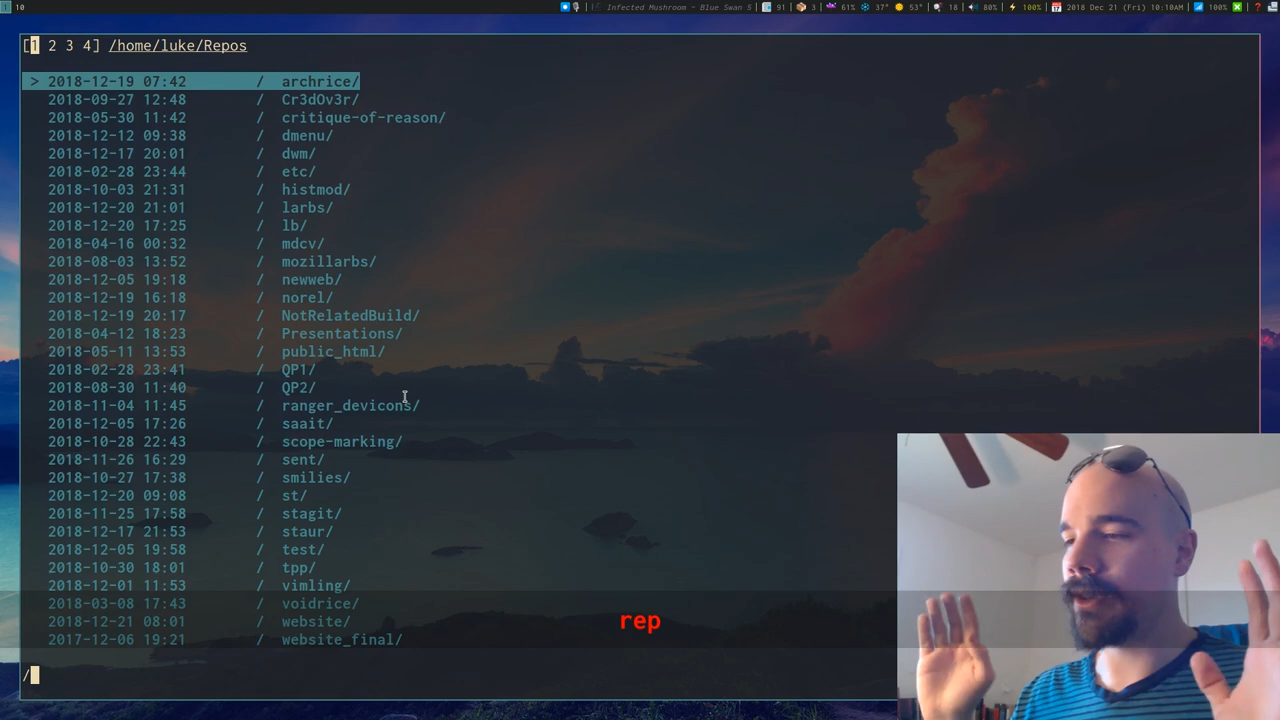 1 10 Infected Mushroom - Blue Swan 5 91 3 61% 37° 53° 18 80% 100% 2018 Dec 21 (Fri) 10:10AM 100% ?
[1 2 3 4] /home/luke/Repos
> 2018-12-19 07:42 / archrice/
2018-09-27 12:48 / Cr3dOv3r/
2018-05-30 11:42 / critique-of-reason/
2018-12-12 09:38 / dmenu/
2018-12-17 20:01 / dwm/
2018-02-28 23:44 / etc/
2018-10-03 21:31 / histmod/
2018-12-20 21:01 / larbs/
2018-12-20 17:25 / lb/
2018-04-16 00:32 / mdcv/
2018-08-03 13:52 / mozillarbs/
2018-12-05 19:18 / newweb/
2018-12-19 16:18 / norel/
2018-12-19 20:17 / NotRelatedBuild/
2018-04-12 18:23 / Presentations/
2018-05-11 13:53 / public_html/
2018-02-28 23:41 / QP1/
2018-08-30 11:40 / QP2/
2018-11-04 11:45 / ranger_devicons/
2018-12-05 17:26 / saait/
2018-10-28 22:43 / scope-marking/
2018-11-26 16:29 / sent/
2018-10-27 17:38 / smilies/
2018-12-20 09:08 / st/
2018-11-25 17:58 / stagit/
2018-12-17 21:53 / staur/
2018-12-05 19:58 / test/
2018-10-30 18:01 / tpp/
2018-12-01 11:53 / vimling/
2018-03-08 17:43 / voidrice/
2018-12-21 08:01 / website/
rep
2017-12-06 19:21 / website_final/
/